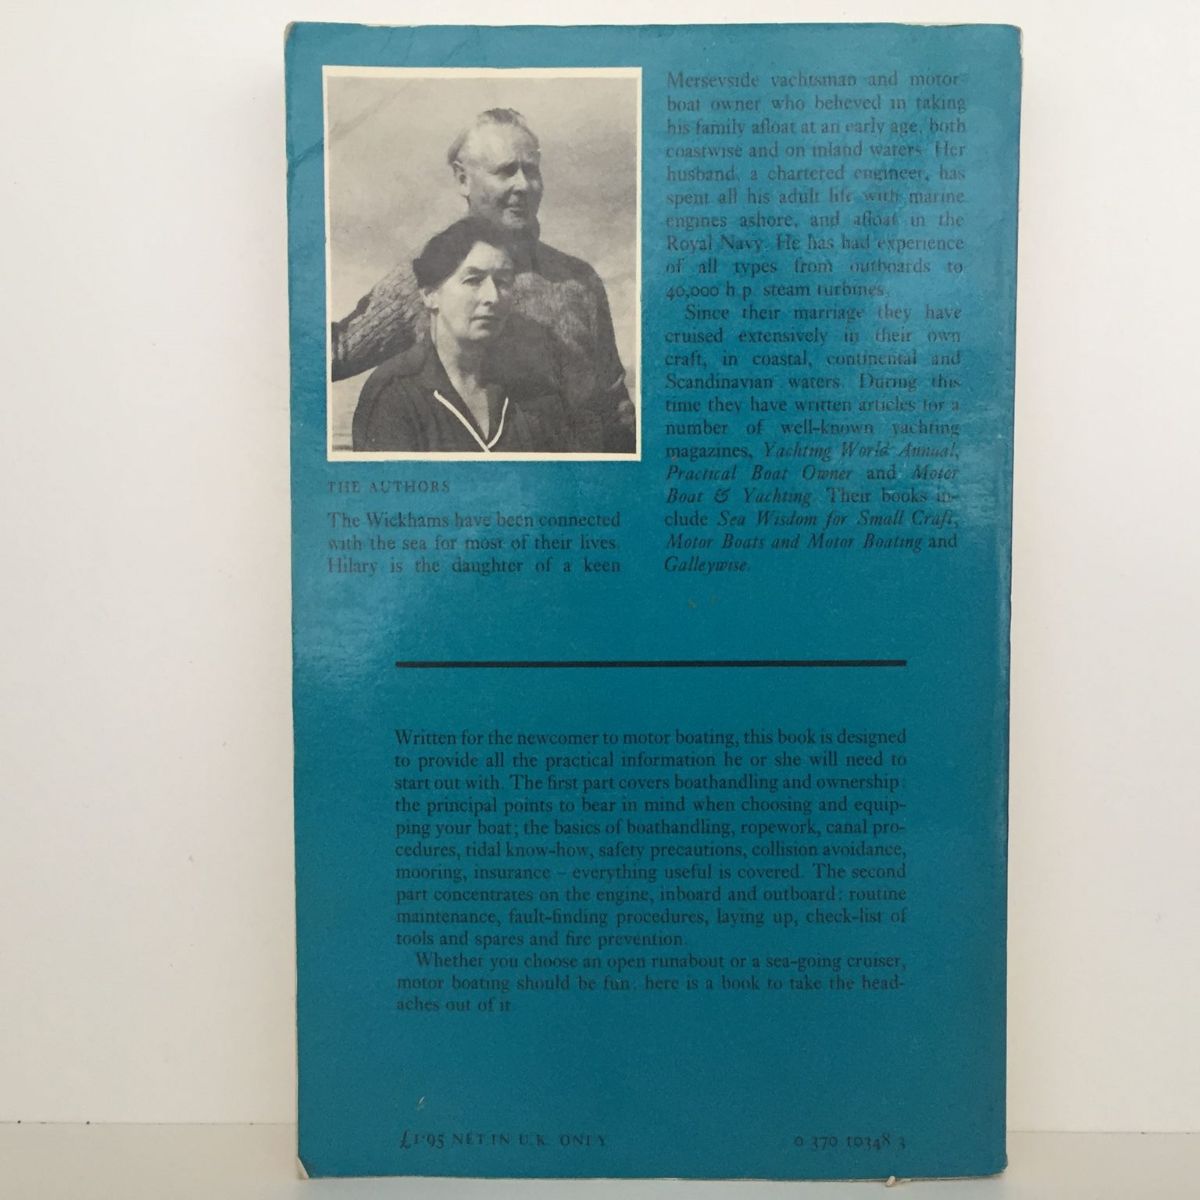 THE AUTHORS
The Wickhams have been connected
with the sea for most of their lives.
Hilary is the daughter of a keen
Merseyside yachtsman and motor
boat owner who believed in taking
his family afloat at an early age, both
coastwise and on inland waters. Her
husband, a chartered engineer, has
spent all his adult life with marine
engines ashore, and afloat in the
Royal Navy. He has had experience
of all types from outboards to
40,000 h.p. steam turbines.
Since their marriage they have
cruised extensively in their own
craft, in coastal, continental and
Scandinavian waters. During this
time they have written articles for a
number of well-known yachting
magazines, Yachting World Annual,
Practical Boat Owner and Motor
Boat & Yachting. Their books in-
clude Sea Wisdom for Small Craft,
Motor Boats and Motor Boating and
Galleywise.
Written for the newcomer to motor boating, this book is designed
to provide all the practical information he or she will need to
start out with. The first part covers boathandling and ownership:
the principal points to bear in mind when choosing and equip-
ping your boat; the basics of boathandling, ropework, canal pro-
cedures, tidal know-how, safety precautions, collision avoidance,
mooring, insurance – everything useful is covered. The second
part concentrates on the engine, inboard and outboard: routine
maintenance, fault-finding procedures, laying up, check-list of
tools and spares and fire prevention.
Whether you choose an open runabout or a sea-going cruiser,
motor boating should be fun: here is a book to take the head-
aches out of it.
£1·95 NET IN U.K. ONLY
0 370 10348 3